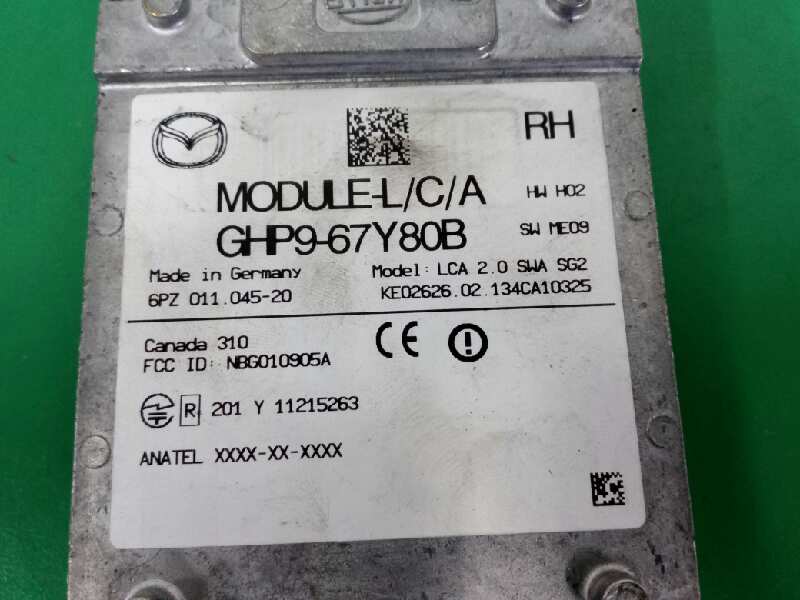 RH
MODULE-L/C/A
HW H02
GHP9-67Y80B
SW ME09
Made in Germany
Model: LCA 2.0 SWA SG2
6PZ 011.045-20
KE02626.02.134CA10325
Canada 310
FCC ID: NBG010905A
CE
R 201 Y 11215263
ANATEL XXXX-XX-XXXX